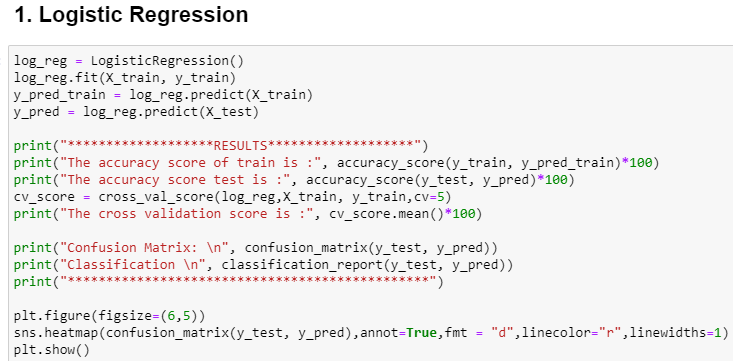 1. Logistic Regression
log_reg = LogisticRegression()
log_reg.fit(X_train, y_train)
y_pred_train = log_reg.predict(X_train)
y_pred = log_reg.predict(X_test)
print("*******************RESULTS*******************")
print("The accuracy score of train is :", accuracy_score(y_train, y_pred_train)*100)
print("The accuracy score test is :", accuracy_score(y_test, y_pred)*100)
cv_score = cross_val_score(log_reg,X_train, y_train,cv=5)
print("The cross validation score is :", cv_score.mean()*100)
print("Confusion Matrix: \n", confusion_matrix(y_test, y_pred))
print("Classification \n", classification_report(y_test, y_pred))
print("***********************************************")
plt.figure(figsize=(6,5))
sns.heatmap(confusion_matrix(y_test, y_pred),annot=True,fmt = "d",linecolor="r",linewidths=1)
plt.show()